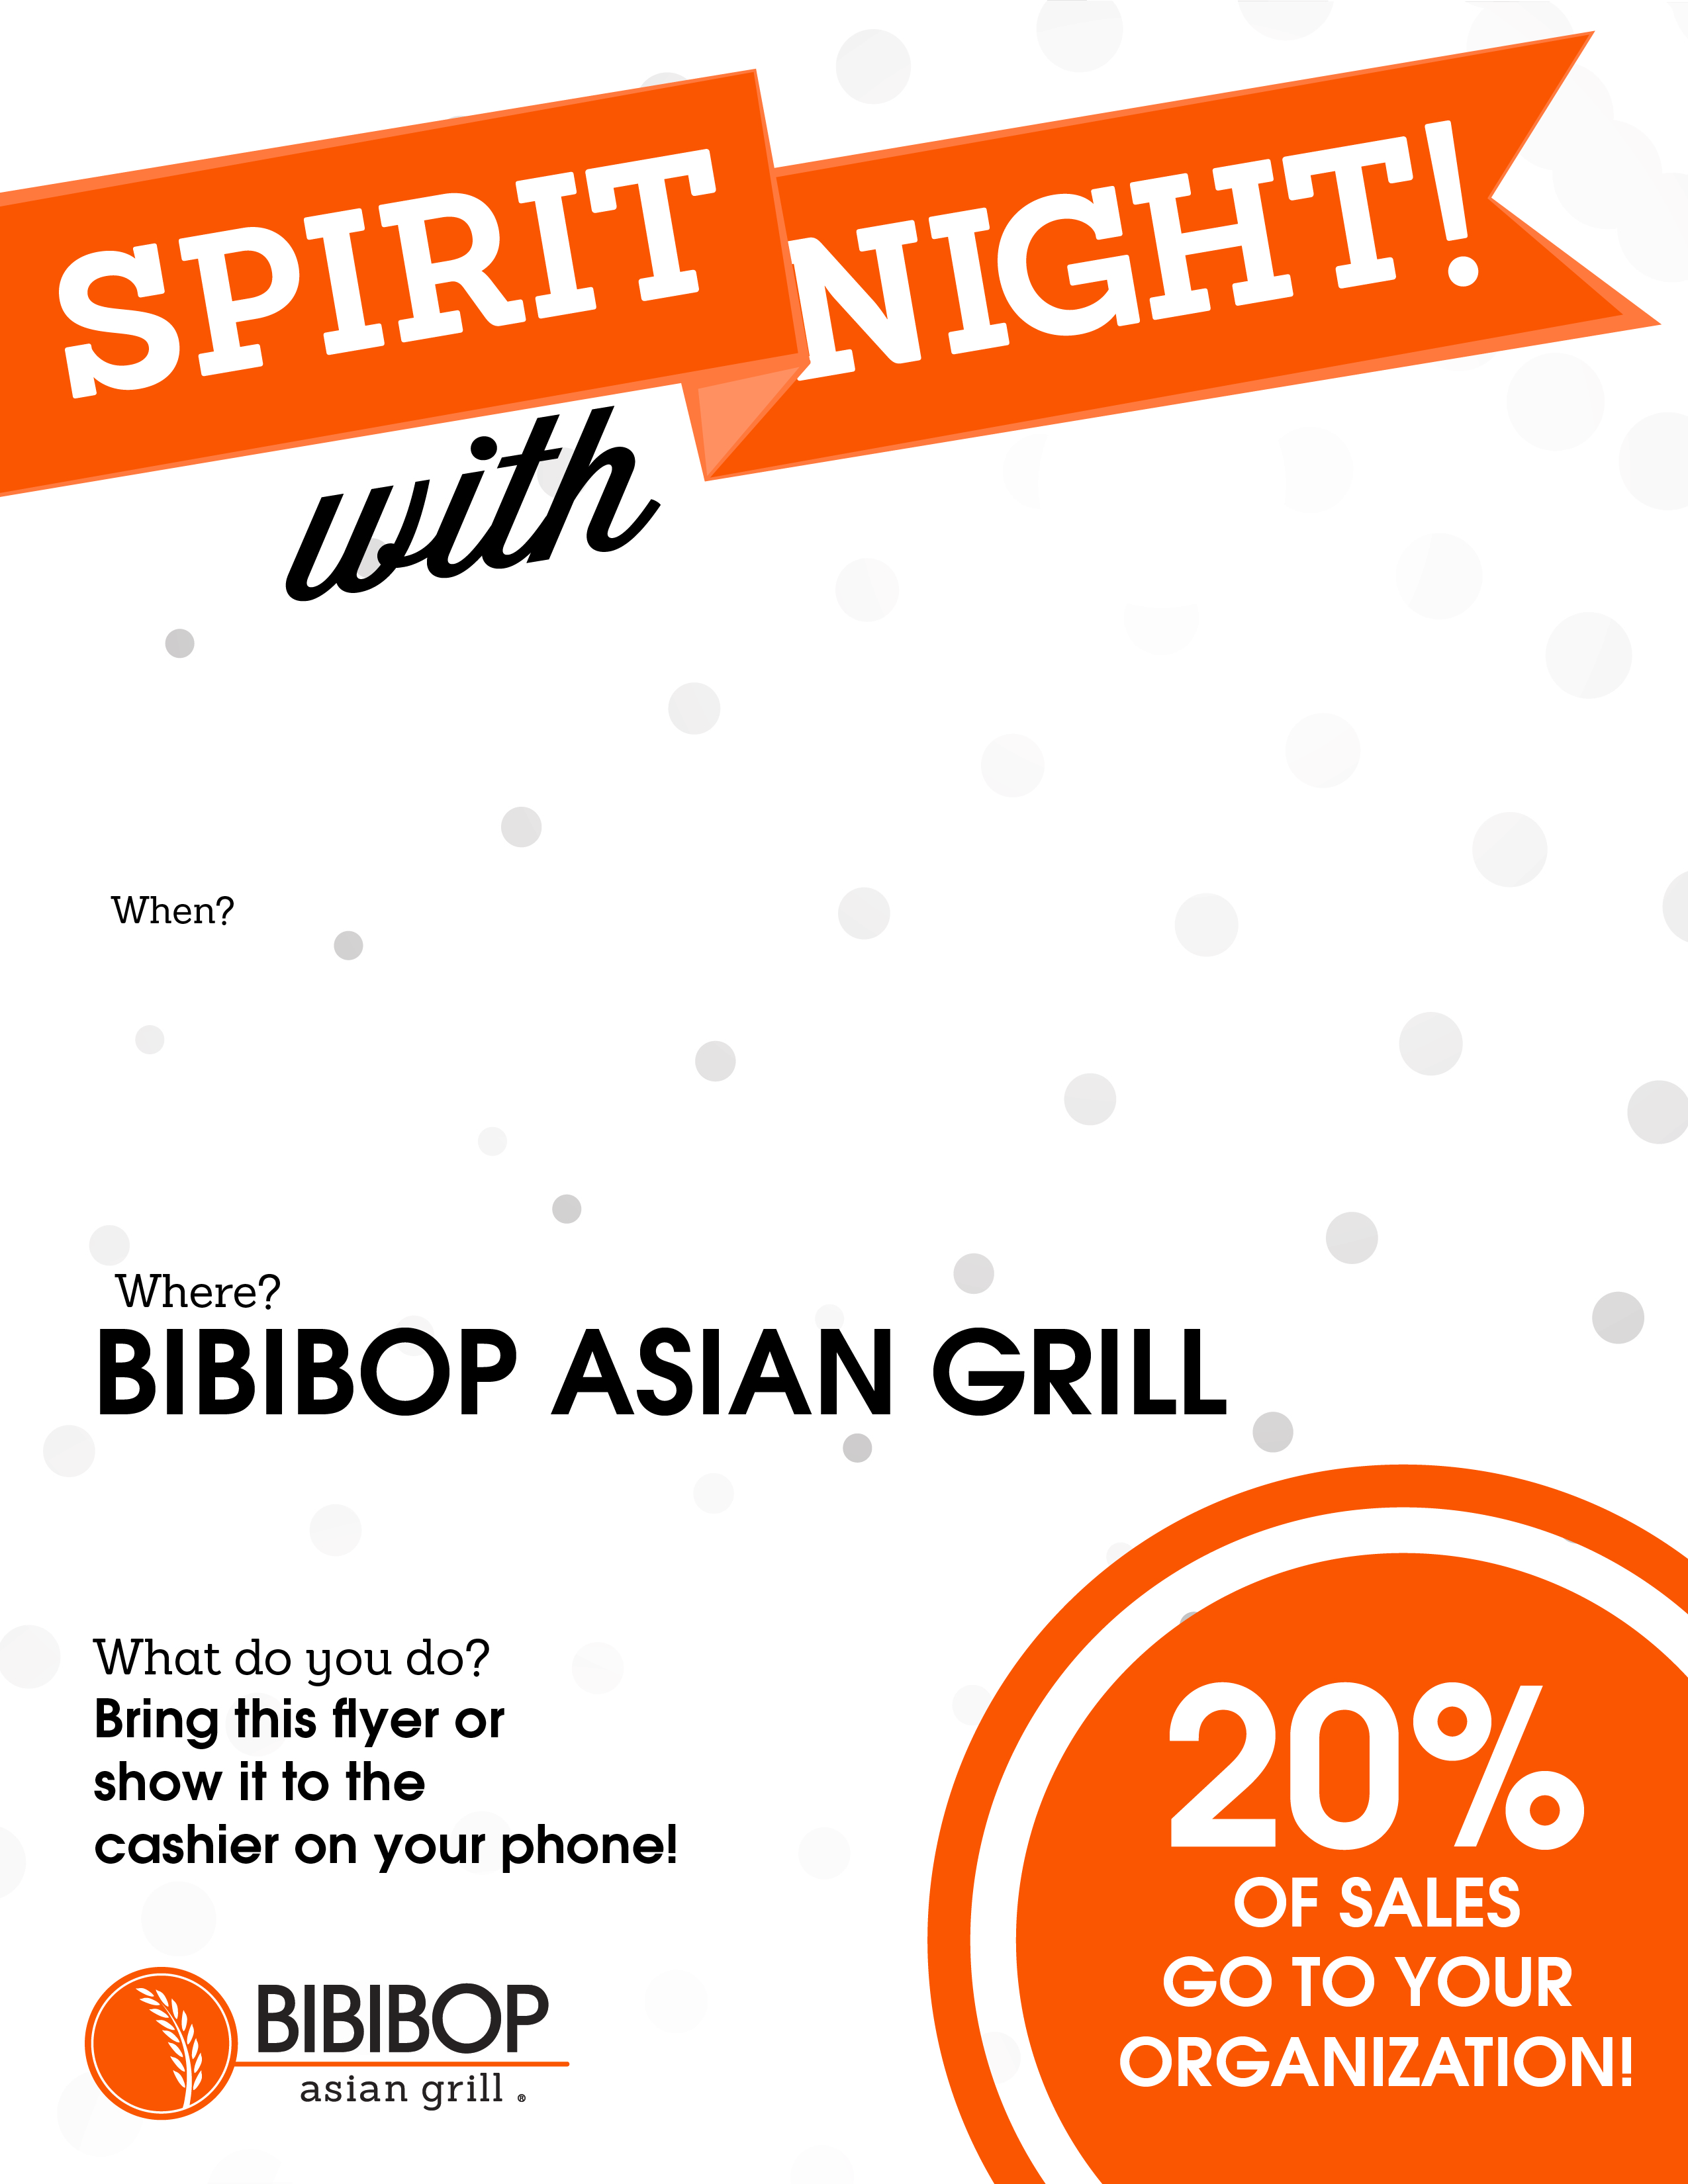 SPIRIT NIGHT!
with
When?
Where?
BIBIBOP ASIAN GRILL
What do you do?
Bring this flyer or
show it to the
cashier on your phone!
BIBIBOP
asian grill ®
20%
OF SALES
GO TO YOUR
ORGANIZATION!